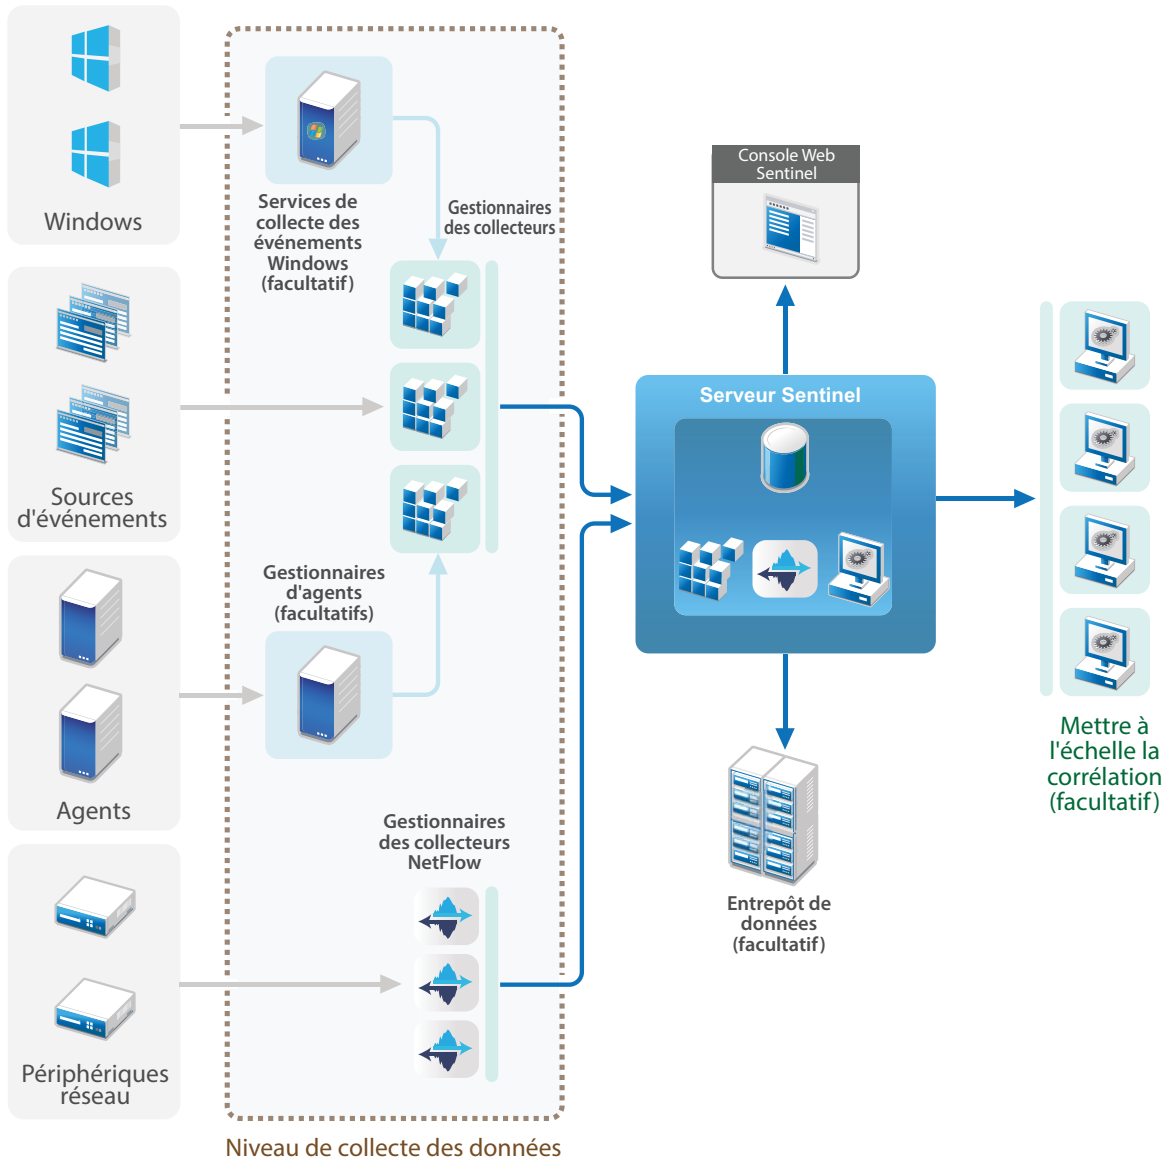 Windows
Services de
collecte des
événements
Windows
(facultatif)
Gestionnaires
des collecteurs
Console Web
Sentinel
Sources
d'événements
Serveur Sentinel
Gestionnaires
d'agents
(facultatifs)
Agents
Mettre à
l'échelle la
corrélation
(facultatif)
Gestionnaires
des collecteurs
NetFlow
Entrepôt de
données
(facultatif)
Périphériques
réseau
Niveau de collecte des données